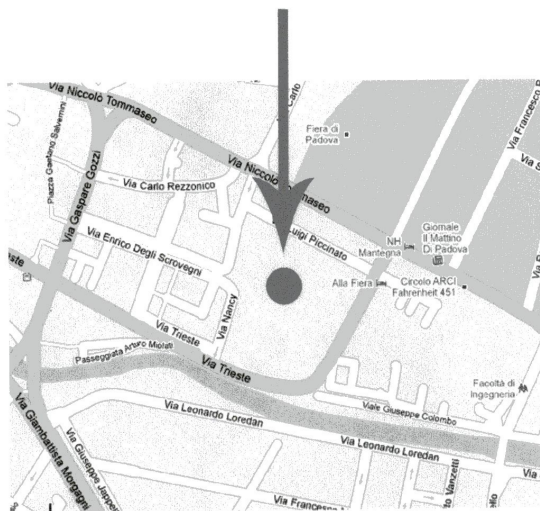 Via Niccolò Tommaseo
Piazza Gaetano Salvemini
Via Gaspare Gozzi
Carlo
Fiera di
Padova
Via Francesco
Via Niccolò Tommaseo
Via Carlo Rezzonico
Luigi Piccinato
Giornale
Il Mattino
Di Padova
NH
Mantegna
Via Enrico Degli Scrovegni
Alla Fiera
Circolo ARCI
Fahrenheit 451
Via Nancy
Via Trieste
Passeggiata Arturo Miolati
Via Trieste
Facoltà di
Ingegneria
Viale Giuseppe Colombo
Via Leonardo Loredan
Via Leonardo Loredan
Via Giambattista Morgagni
Via Giuseppe
Vanzetti
Via
Via Francesco